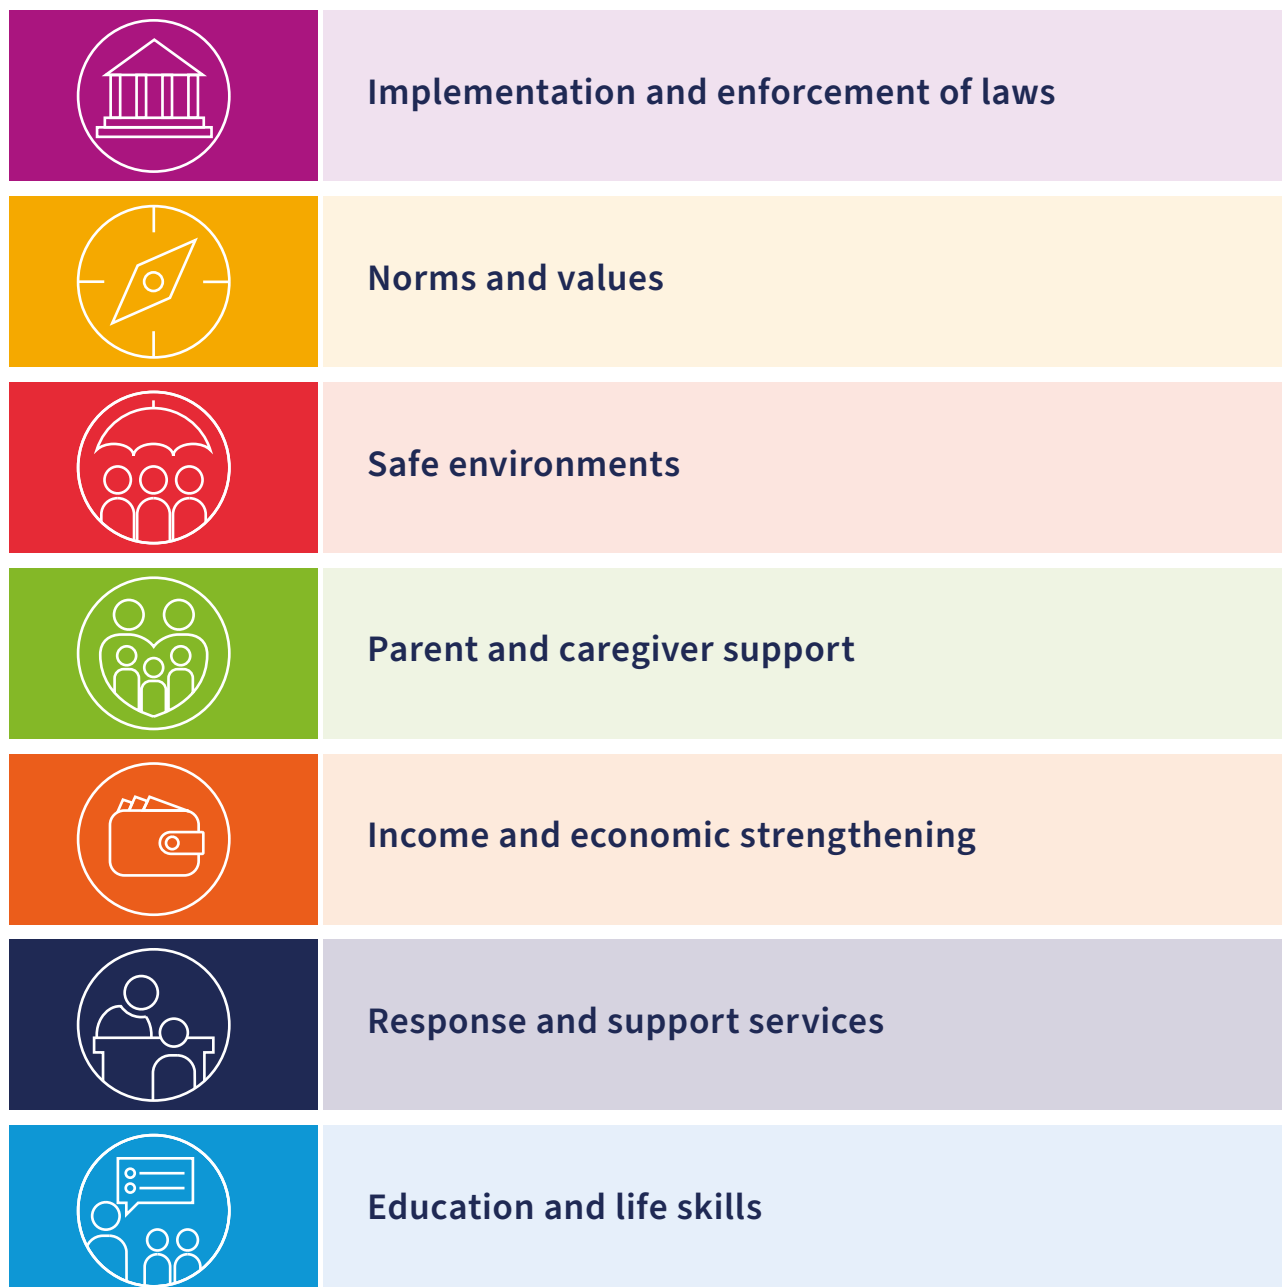 Implementation and enforcement of laws
Norms and values
Safe environments
Parent and caregiver support
Income and economic strengthening
Response and support services
Education and life skills